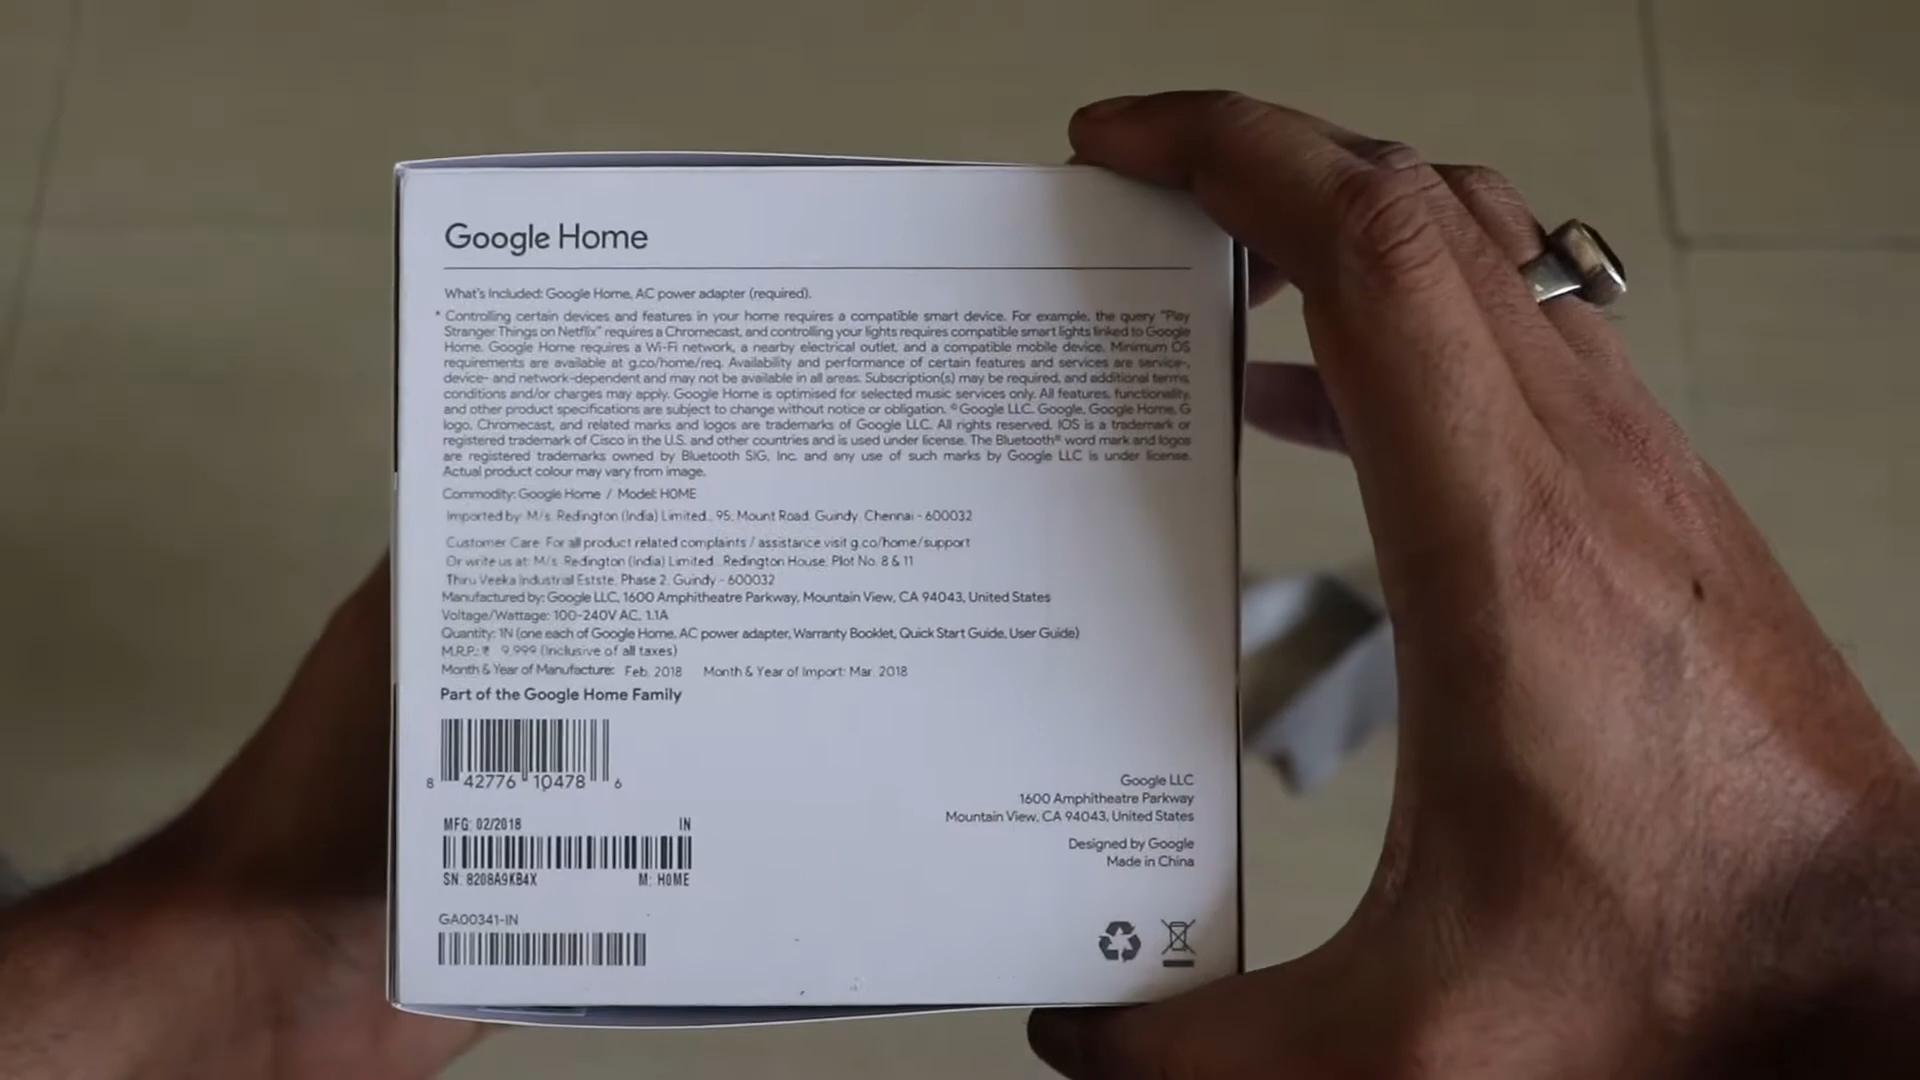 Google Home
What's Included: Google Home, AC power adapter (required).
* Controlling certain devices and features in your home requires a compatible smart device. For example, the query "Play
Stranger Things on Netflix" requires a Chromecast, and controlling your lights requires compatible smart lights linked to Google
Home. Google Home requires a Wi-Fi network, a nearby electrical outlet, and a compatible mobile device. Minimum OS
requirements are available at g.co/home/req. Availability and performance of certain features and services are service-,
device- and network-dependent and may not be available in all areas. Subscription(s) may be required, and additional terms,
conditions and/or charges may apply. Google Home is optimised for selected music services only. All features, functionality,
and other product specifications are subject to change without notice or obligation. ©Google LLC. Google, Google Home, G
logo, Chromecast, and related marks and logos are trademarks of Google LLC. All rights reserved. IOS is a trademark or
registered trademark of Cisco in the U.S. and other countries and is used under license. The Bluetooth® word mark and logos
are registered trademarks owned by Bluetooth SIG, Inc. and any use of such marks by Google LLC is under license.
Actual product colour may vary from image.
Commodity: Google Home / Model: HOME
Imported by: M/s. Redington (India) Limited., 95, Mount Road, Guindy, Chennai - 600032
Customer Care: For all product related complaints / assistance visit g.co/home/support
Or write us at: M/s. Redington (India) Limited., Redington House, Plot No. 8 & 11
Thiru Veeka Industrial Estste, Phase 2, Guindy - 600032
Manufactured by: Google LLC, 1600 Amphitheatre Parkway, Mountain View, CA 94043, United States
Voltage/Wattage: 100-240V AC, 1.1A
Quantity: 1N (one each of Google Home, AC power adapter, Warranty Booklet, Quick Start Guide, User Guide)
M.R.P.: ₹ 9,999 (Inclusive of all taxes)
Month & Year of Manufacture: Feb. 2018 Month & Year of Import: Mar. 2018
Part of the Google Home Family
8 42776 10478 6
MFG: 02/2018 IN
SN: 8208A9KB4X M: HOME
GA00341-IN
Google LLC
1600 Amphitheatre Parkway
Mountain View, CA 94043, United States
Designed by Google
Made in China